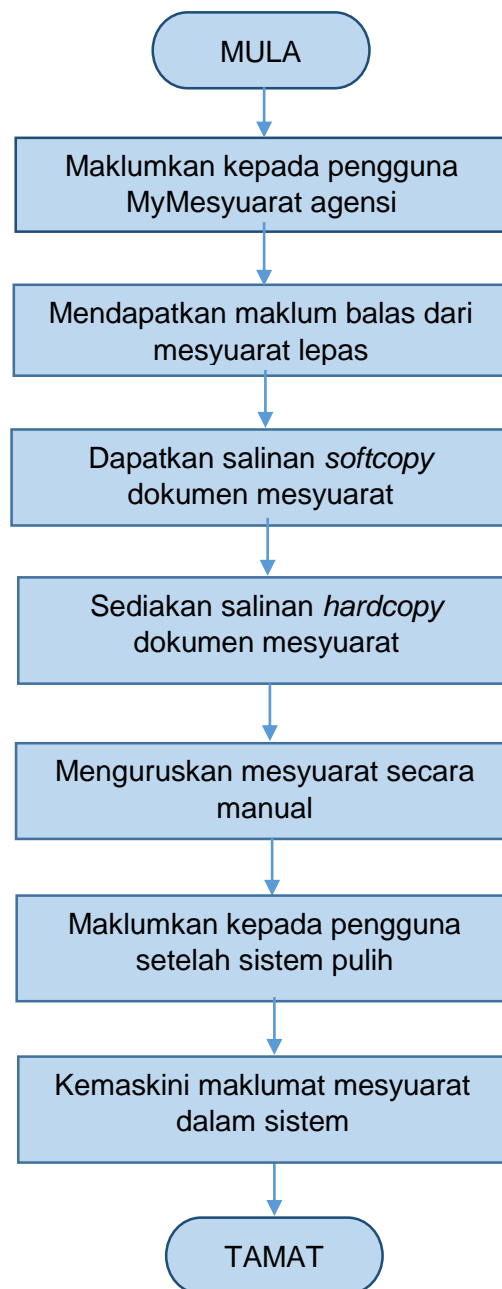 MULA
Maklumkan kepada pengguna
MyMesyuarat agensi
Mendapatkan maklum balas dari
mesyuarat lepas
Dapatkan salinan softcopy
dokumen mesyuarat
Sediakan salinan hardcopy
dokumen mesyuarat
Menguruskan mesyuarat secara
manual
Maklumkan kepada pengguna
setelah sistem pulih
Kemaskini maklumat mesyuarat
dalam sistem
TAMAT